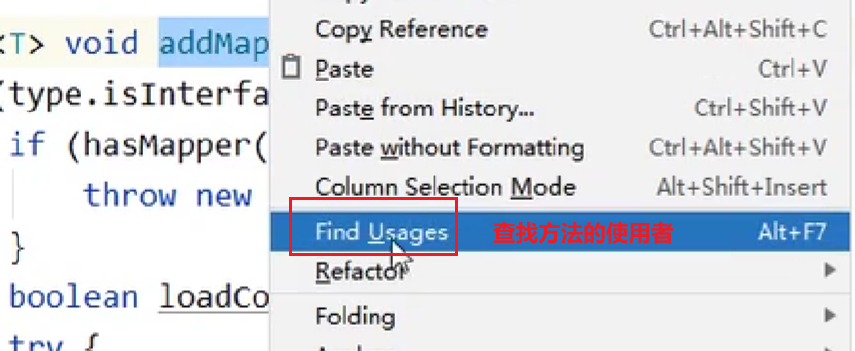 Copy Reference Ctrl+Alt+Shift+C
<T> void addMap
Paste Ctrl+V
(type.isInterfa
Paste from History... Ctrl+Shift+V
if (hasMapper(
Paste without Formatting Ctrl+Alt+Shift+V
throw new
Column Selection Mode Alt+Shift+Insert
Find Usages 查找方法的使用者 Alt+F7
}
Refactor
boolean loadCo
Folding
try {